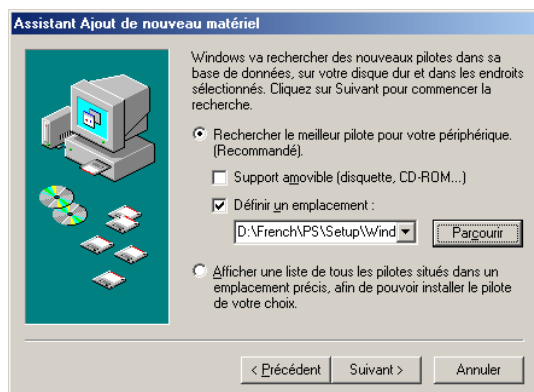 Assistant Ajout de nouveau matériel
Windows va rechercher des nouveaux pilotes dans sa
base de données, sur votre disque dur et dans les endroits
sélectionnés. Cliquez sur Suivant pour commencer la
recherche.
Rechercher le meilleur pilote pour votre périphérique.
(Recommandé).
Support amovible (disquette, CD-ROM...)
Définir un emplacement :
D:\French\PS\Setup\Wind
Parcourir
Afficher une liste de tous les pilotes situés dans un
emplacement précis, afin de pouvoir installer le pilote
de votre choix.
< Précédent
Suivant >
Annuler